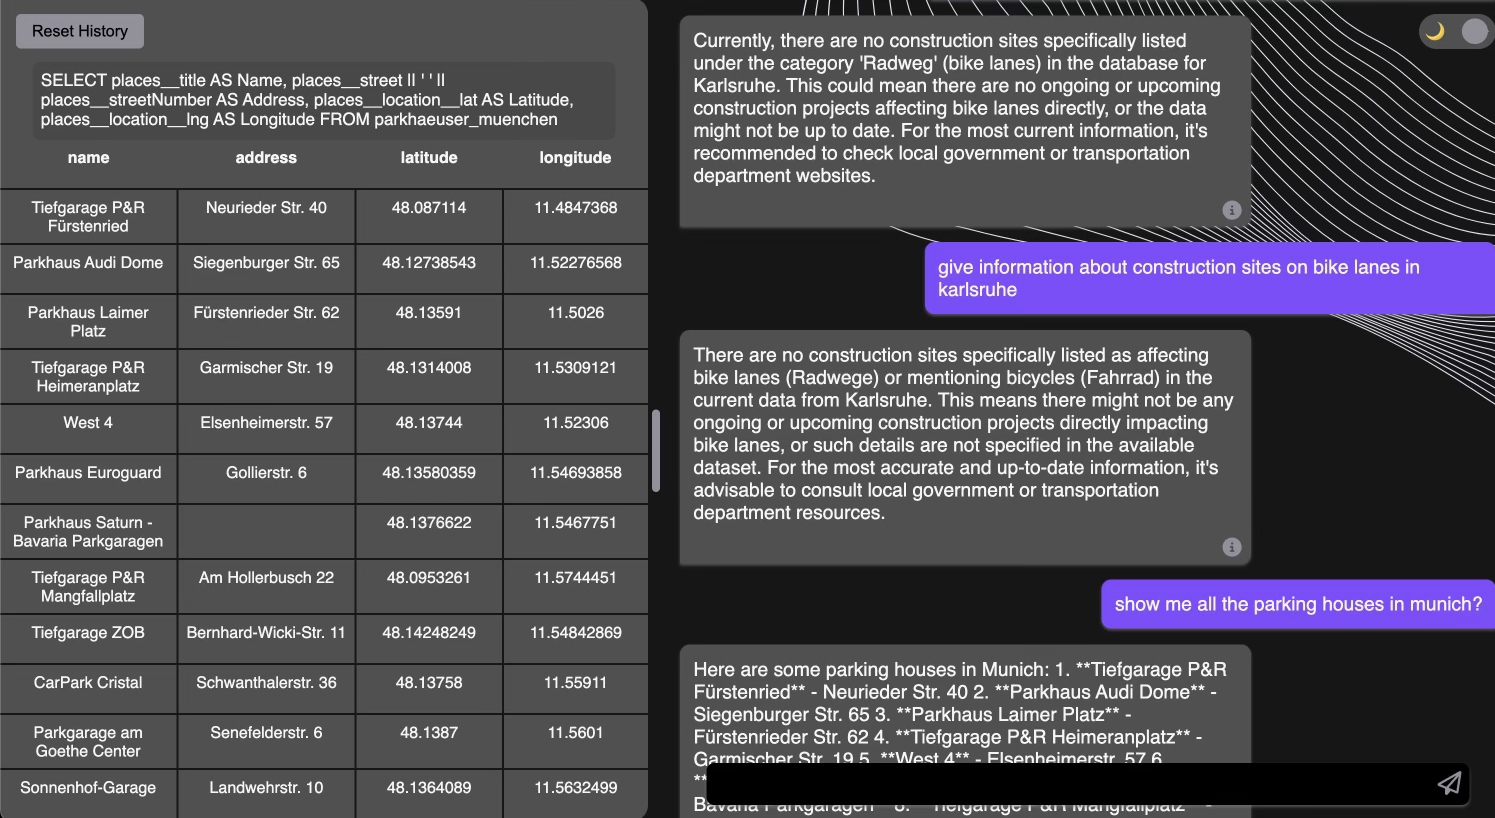 Reset History
SELECT places__title AS Name, places__street || ' ' ||
places__streetNumber AS Address, places__location__lat AS Latitude,
places__location__lng AS Longitude FROM parkhaeuser_muenchen
name address latitude longitude
Tiefgarage P&R
Fürstenried
Neurieder Str. 40 48.087114 11.4847368
Parkhaus Audi Dome Siegenburger Str. 65 48.12738543 11.52276568
Parkhaus Laimer
Platz
Fürstenrieder Str. 62 48.13591 11.5026
Tiefgarage P&R
Heimeranplatz
Garmischer Str. 19 48.1314008 11.5309121
West 4 Elsenheimerstr. 57 48.13744 11.52306
Parkhaus Euroguard Gollierstr. 6 48.13580359 11.54693858
Parkhaus Saturn -
Bavaria Parkgaragen
48.1376622 11.5467751
Tiefgarage P&R
Mangfallplatz
Am Hollerbusch 22 48.0953261 11.5744451
Tiefgarage ZOB Bernhard-Wicki-Str. 11 48.14248249 11.54842869
CarPark Cristal Schwanthalerstr. 36 48.13758 11.55911
Parkgarage am
Goethe Center
Senefelderstr. 6 48.1387 11.5601
Sonnenhof-Garage Landwehrstr. 10 48.1364089 11.5632499
Currently, there are no construction sites specifically listed
under the category 'Radweg' (bike lanes) in the database for
Karlsruhe. This could mean there are no ongoing or upcoming
construction projects affecting bike lanes directly, or the data
might not be up to date. For the most current information, it's
recommended to check local government or transportation
department websites.
give information about construction sites on bike lanes in
karlsruhe
There are no construction sites specifically listed as affecting
bike lanes (Radwege) or mentioning bicycles (Fahrrad) in the
current data from Karlsruhe. This means there might not be any
ongoing or upcoming construction projects directly impacting
bike lanes, or such details are not specified in the available
dataset. For the most accurate and up-to-date information, it's
advisable to consult local government or transportation
department resources.
show me all the parking houses in munich?
Here are some parking houses in Munich: 1. **Tiefgarage P&R
Fürstenried** - Neurieder Str. 40 2. **Parkhaus Audi Dome** -
Siegenburger Str. 65 3. **Parkhaus Laimer Platz** -
Fürstenrieder Str. 62 4. **Tiefgarage P&R Heimeranplatz** -
Garmischer Str. 19 5. **West 4** - Elsenheimerstr. 57 6.
**
Bavaria Parkgaragen** 8. **Tiefgarage P&R Mangfallplatz** -